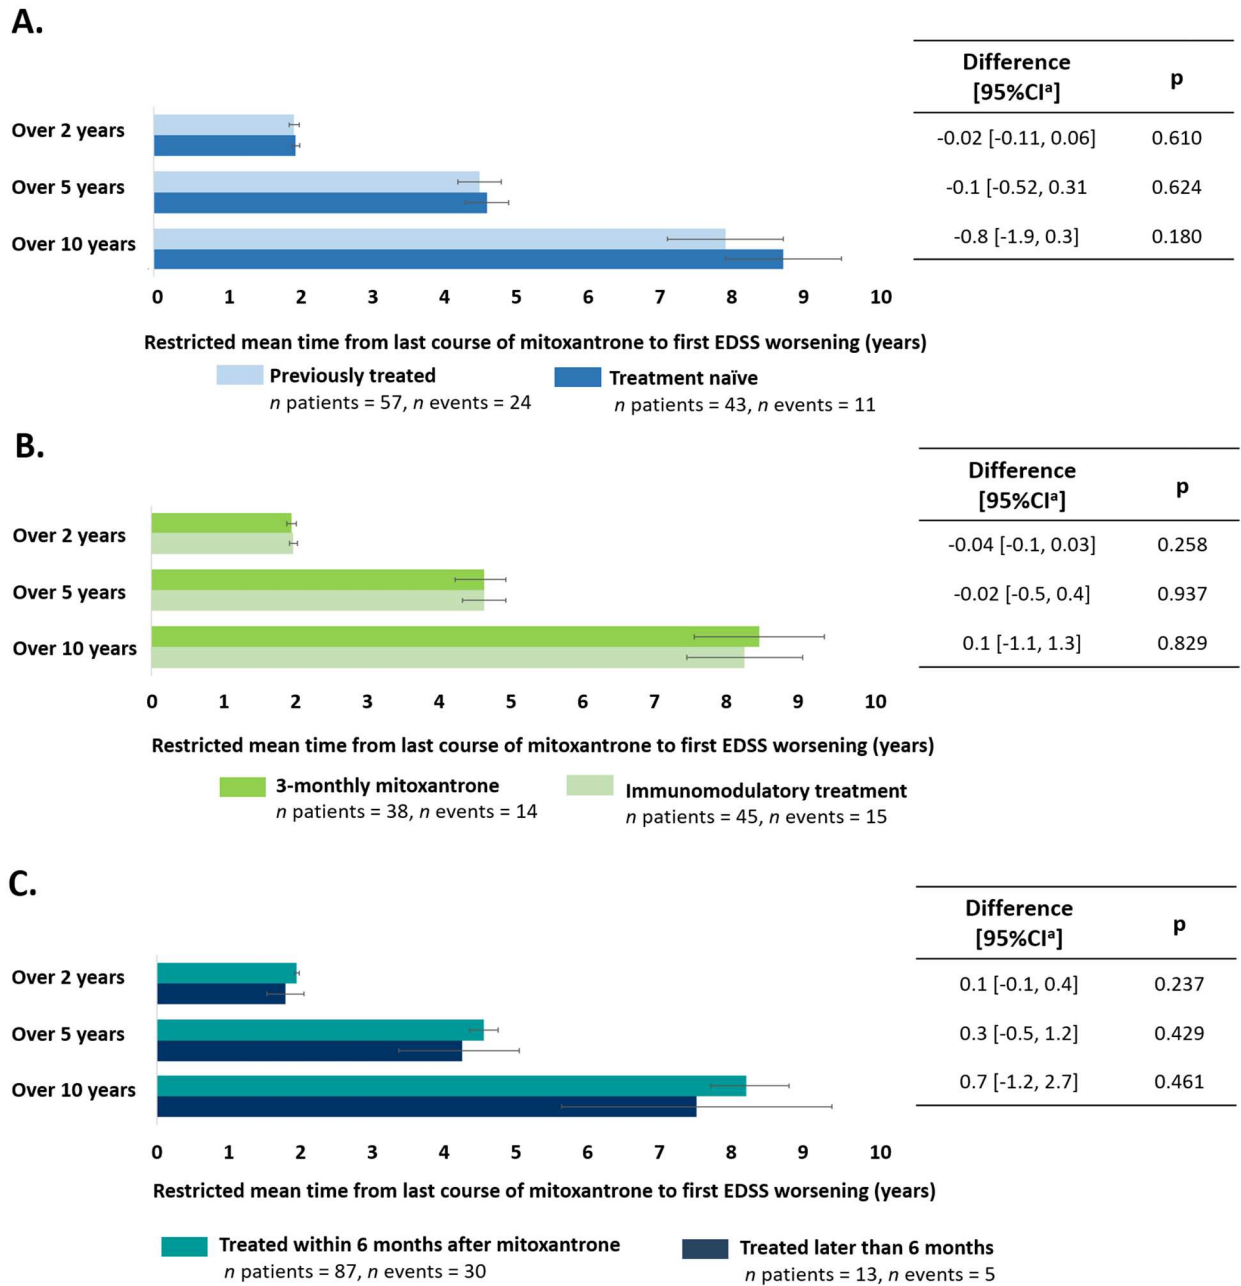 A.
Difference
[95%CIᵃ] p
Over 2 years -0.02 [-0.11, 0.06] 0.610
Over 5 years -0.1 [-0.52, 0.31 0.624
Over 10 years -0.8 [-1.9, 0.3] 0.180
0 1 2 3 4 5 6 7 8 9 10
Restricted mean time from last course of mitoxantrone to first EDSS worsening (years)
Previously treated Treatment naïve
n patients = 57, n events = 24 n patients = 43, n events = 11
B.
Difference
[95%CIᵃ] p
Over 2 years -0.04 [-0.1, 0.03] 0.258
Over 5 years -0.02 [-0.5, 0.4] 0.937
Over 10 years 0.1 [-1.1, 1.3] 0.829
0 1 2 3 4 5 6 7 8 9 10
Restricted mean time from last course of mitoxantrone to first EDSS worsening (years)
3-monthly mitoxantrone Immunomodulatory treatment
n patients = 38, n events = 14 n patients = 45, n events = 15
C.
Difference
[95%CIᵃ] p
Over 2 years 0.1 [-0.1, 0.4] 0.237
Over 5 years 0.3 [-0.5, 1.2] 0.429
Over 10 years 0.7 [-1.2, 2.7] 0.461
0 1 2 3 4 5 6 7 8 9 10
Restricted mean time from last course of mitoxantrone to first EDSS worsening (years)
Treated within 6 months after mitoxantrone Treated later than 6 months
n patients = 87, n events = 30 n patients = 13, n events = 5